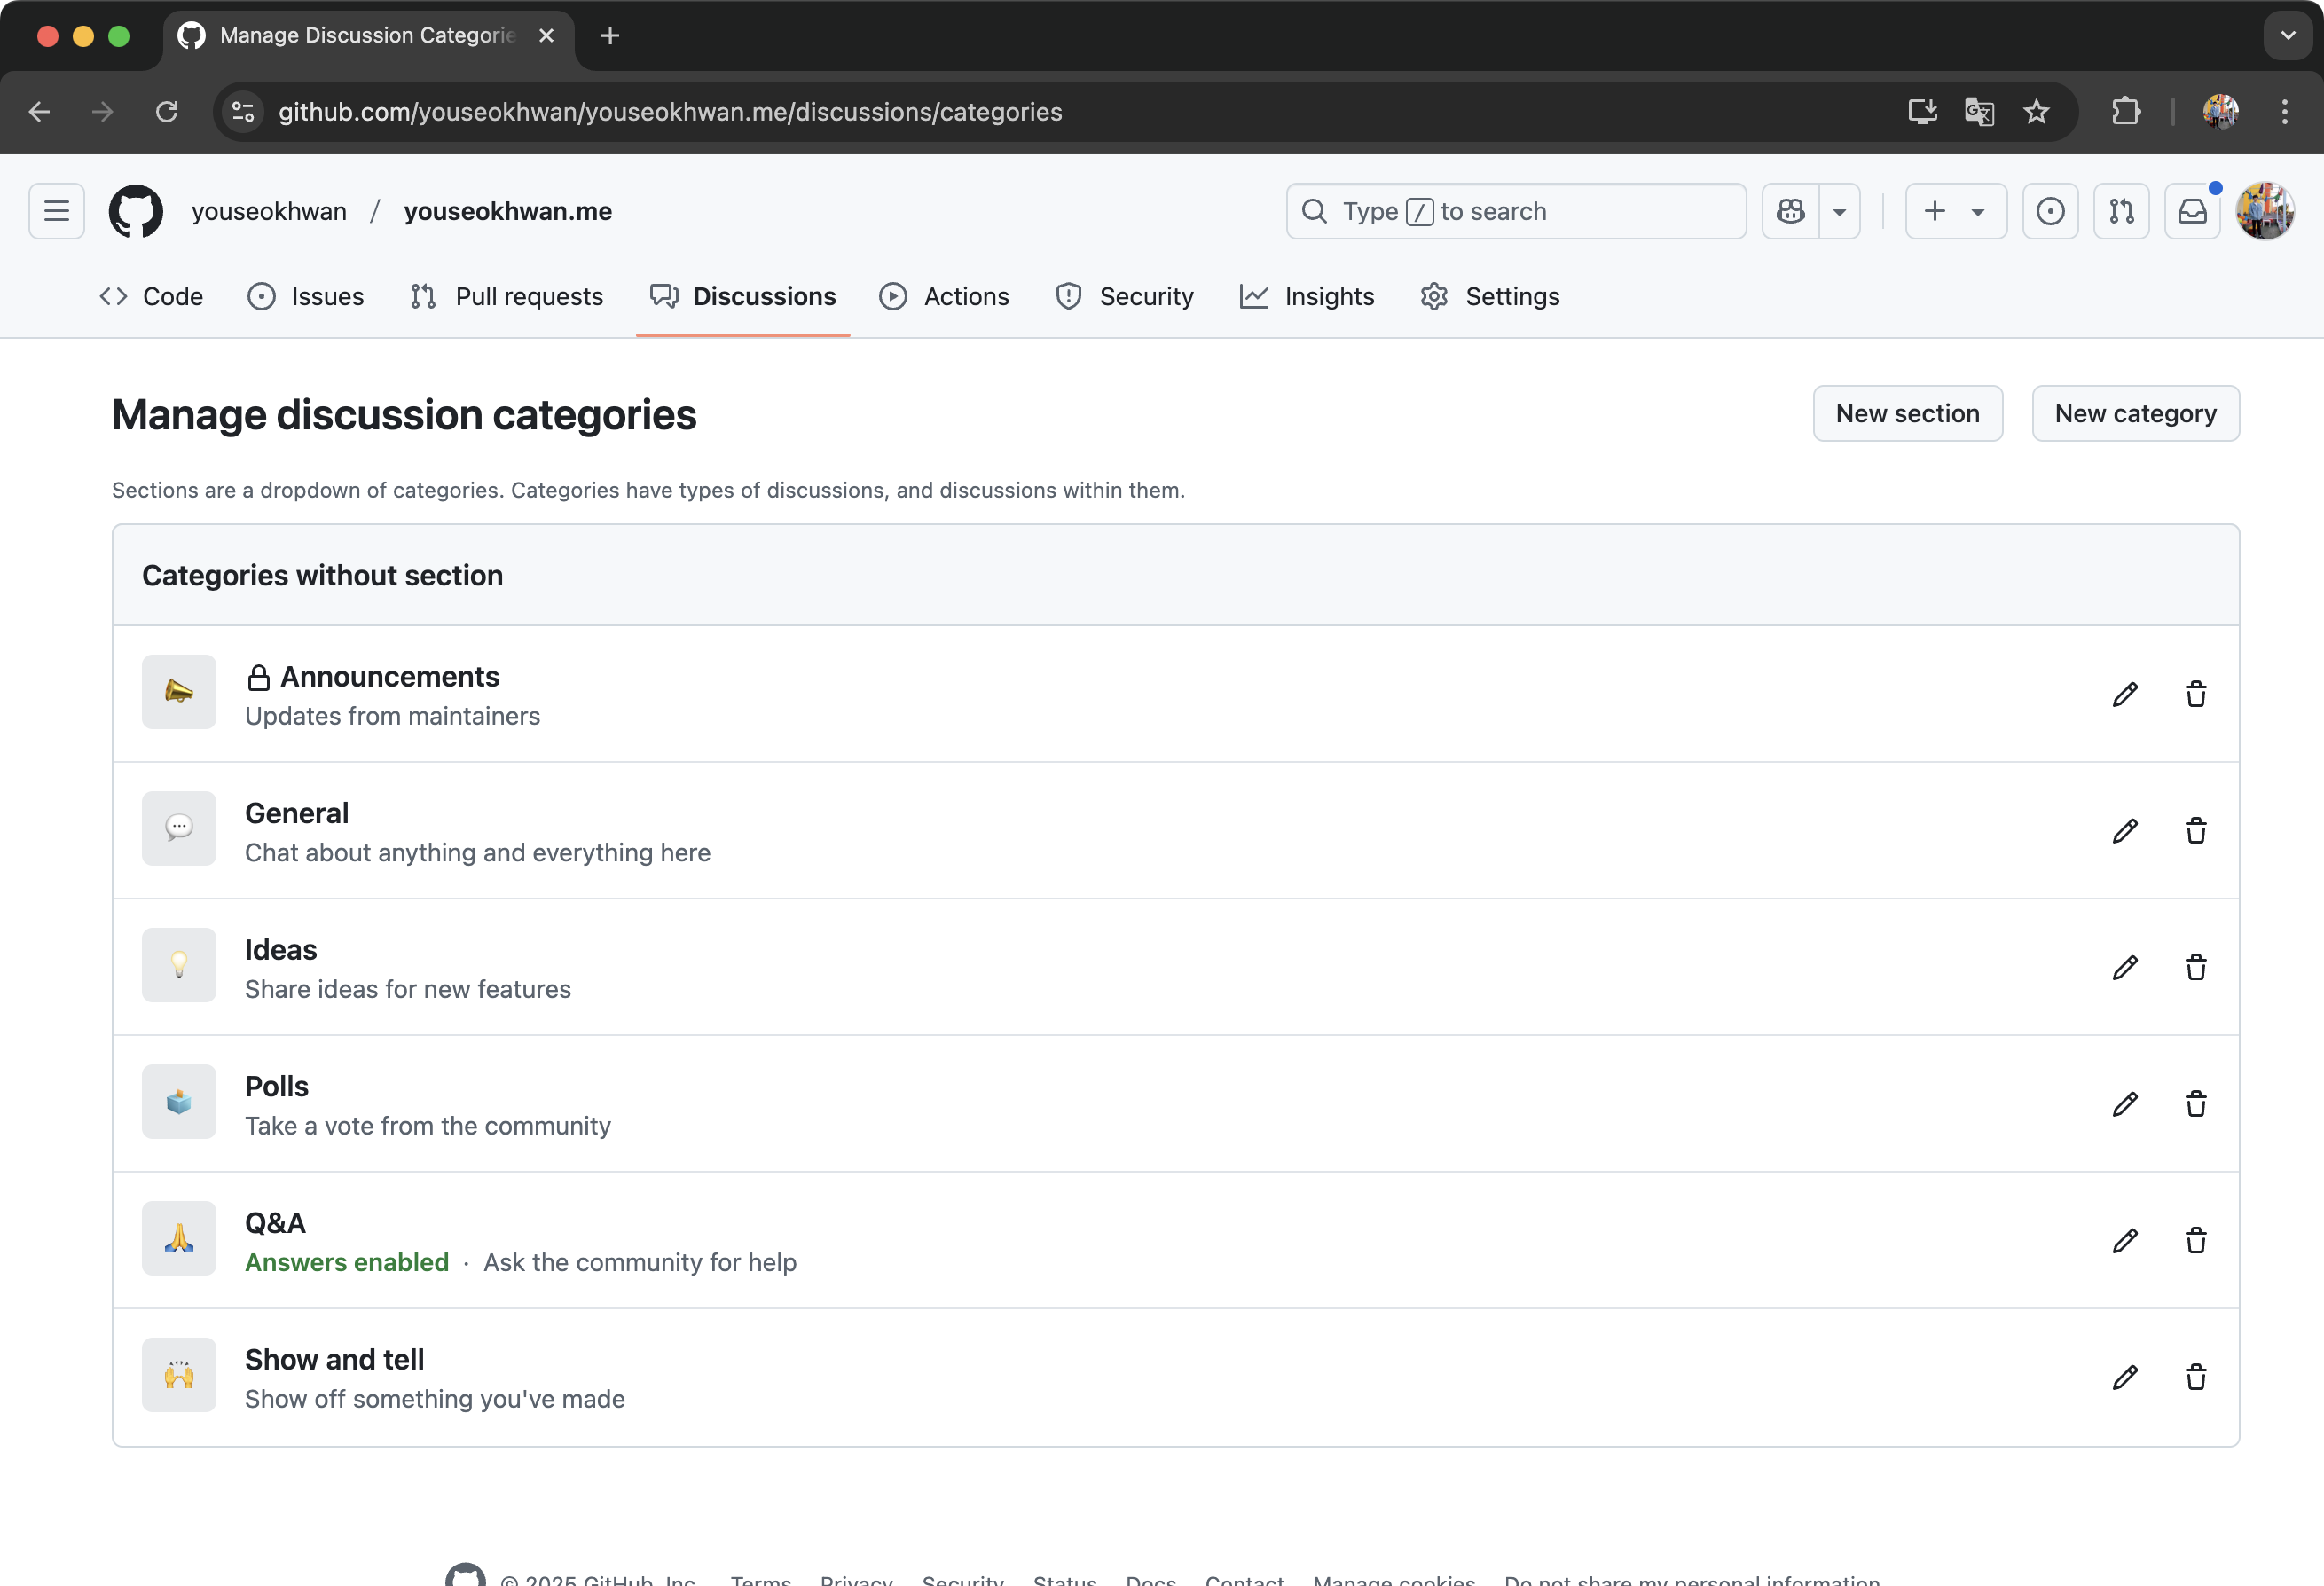 Manage Discussion Categorie
github.com/youseokhwan/youseokhwan.me/discussions/categories
youseokhwan / youseokhwan.me
Type / to search
Code Issues Pull requests Discussions Actions Security Insights Settings
Manage discussion categories
New section New category
Sections are a dropdown of categories. Categories have types of discussions, and discussions within them.
Categories without section
Announcements
Updates from maintainers
General
Chat about anything and everything here
Ideas
Share ideas for new features
Polls
Take a vote from the community
Q&A
Answers enabled · Ask the community for help
Show and tell
Show off something you've made
© 2025 GitHub, Inc. Terms Privacy Security Status Docs Contact Manage cookies Do not share my personal information